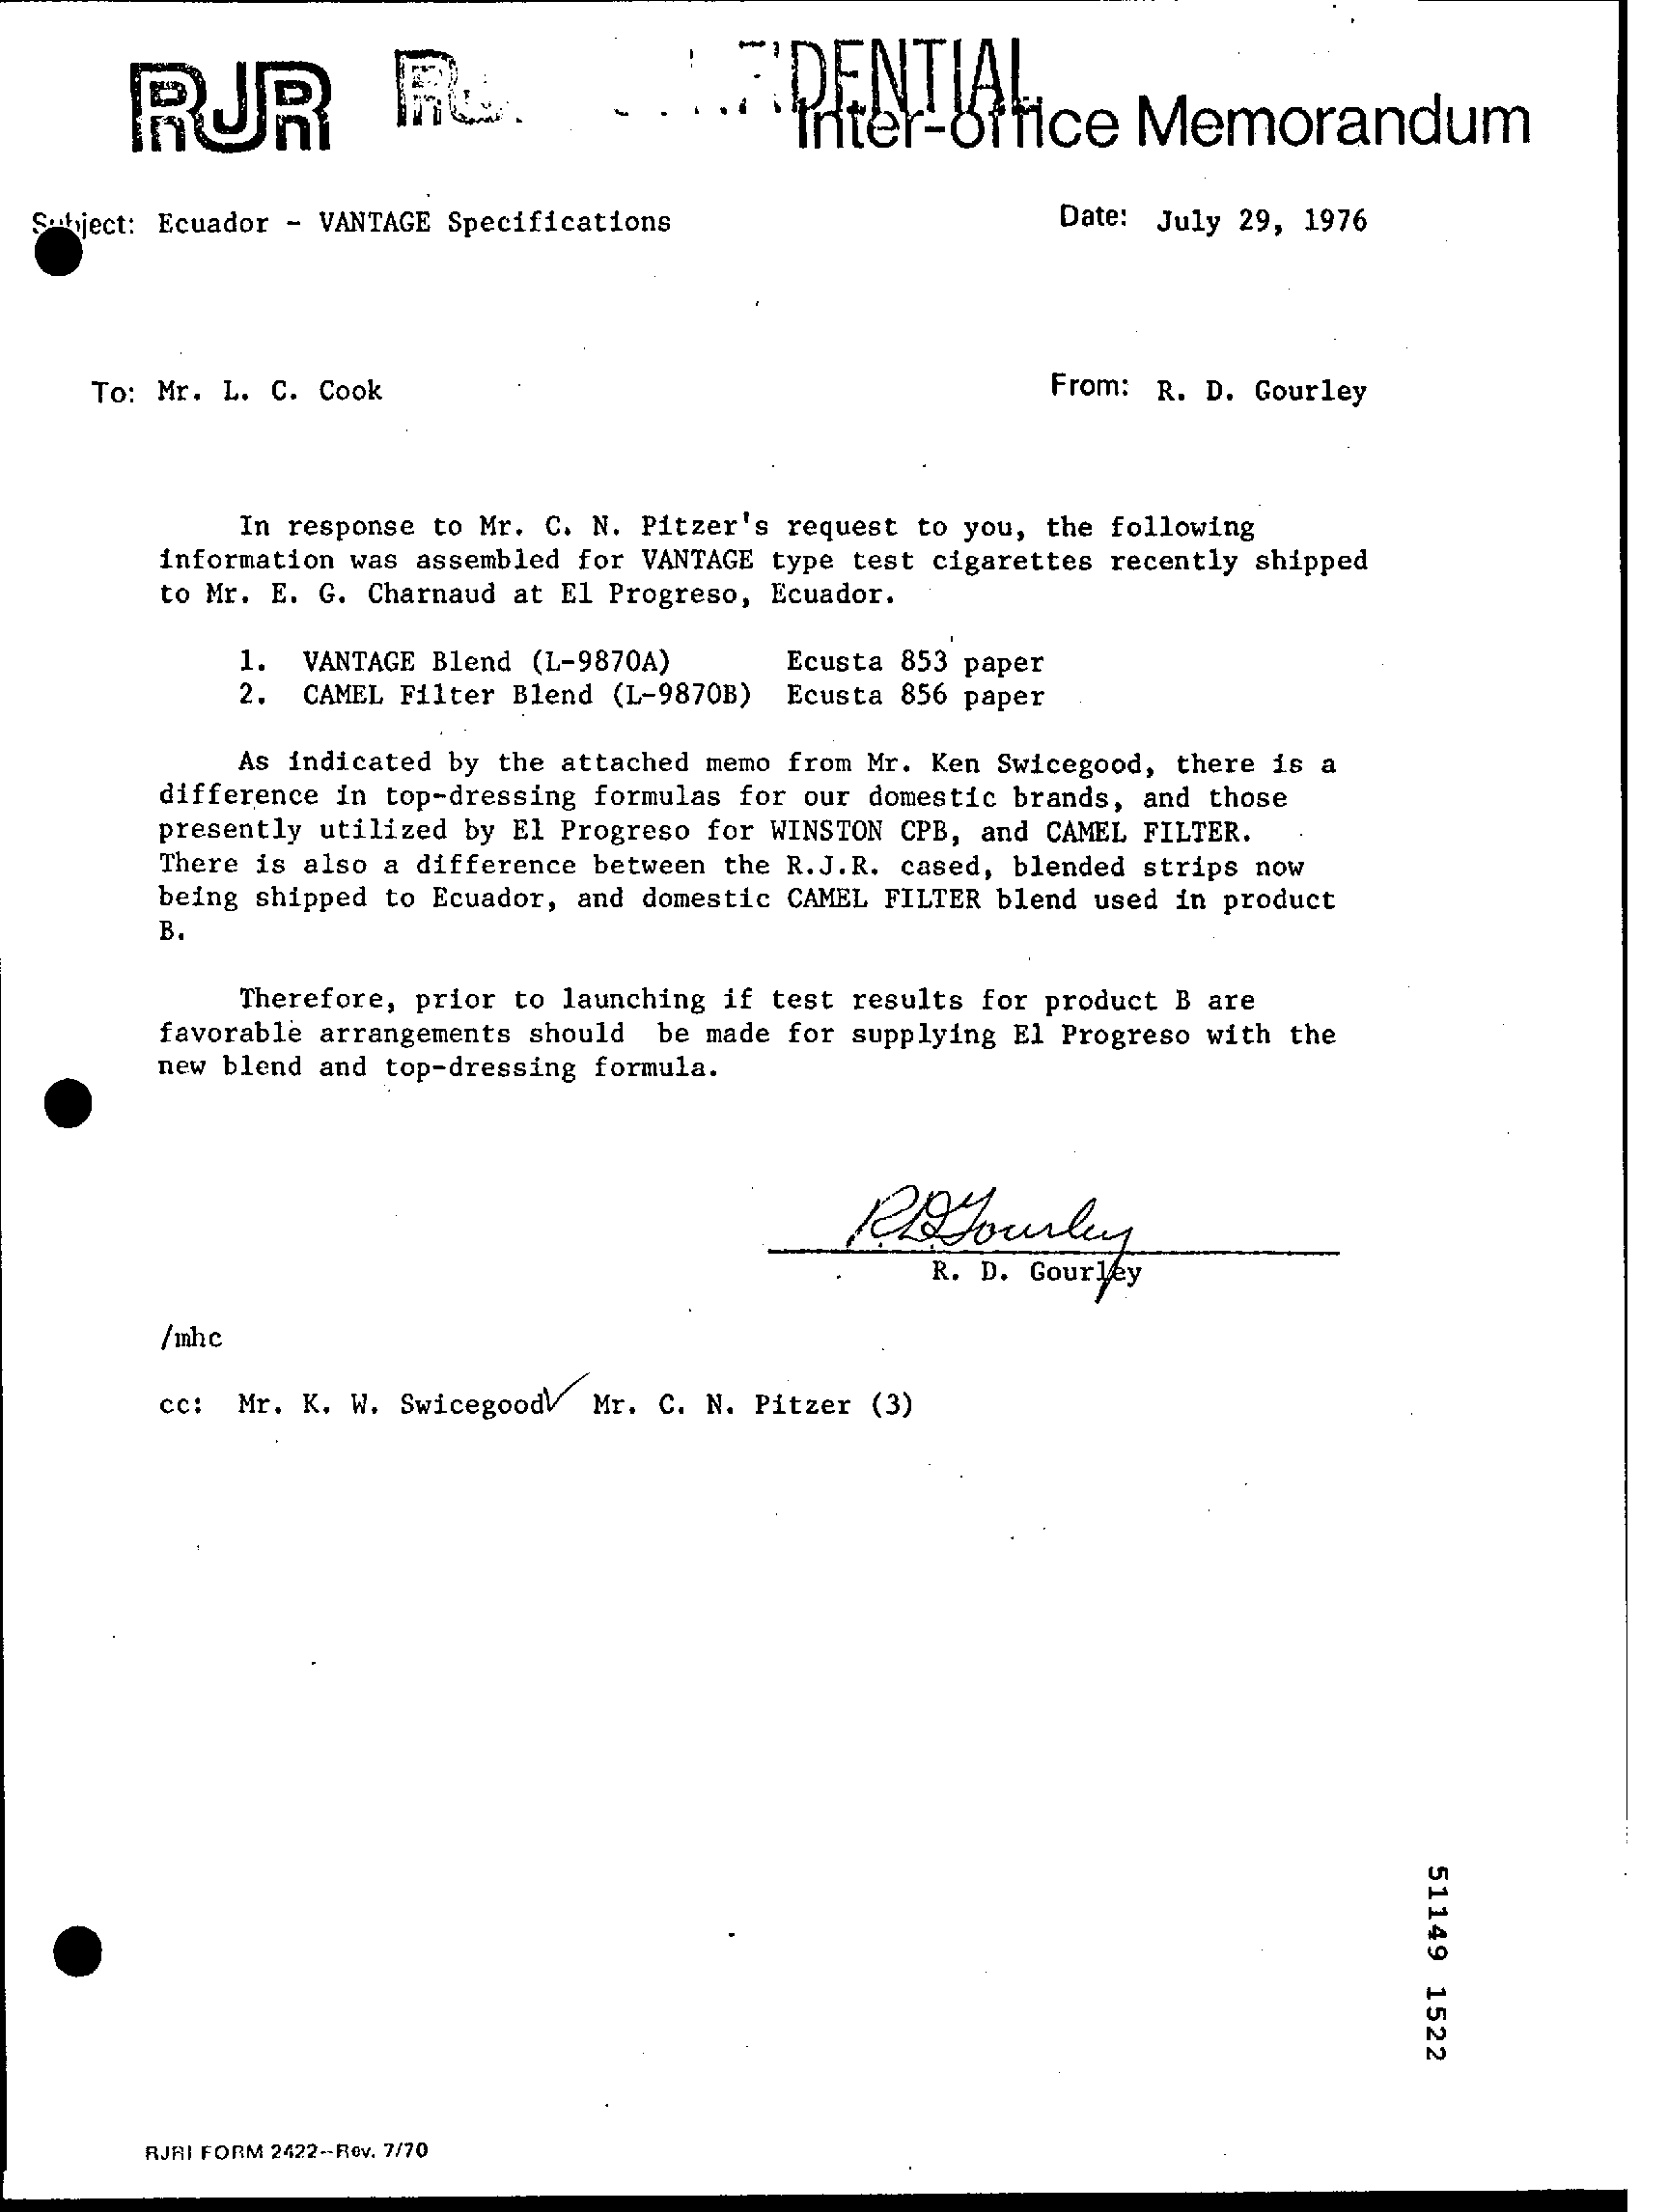 RJR
Inter-office Memorandum
Subject: Ecuador - VANTAGE Specifications
Date: July 29, 1976
To: Mr. L. C. Cook
From: R. D. Gourley
In response to Mr. C. N. Pitzer's request to you, the following
information was assembled for VANTAGE type test cigarettes recently shipped
to Mr. E. G. Charnaud at El Progreso, Ecuador.
1. VANTAGE Blend (L-9870A) Ecusta 853 paper
2. CAMEL Filter Blend (L-9870B) Ecusta 856 paper
As indicated by the attached memo from Mr. Ken Swicegood, there is a
difference in top-dressing formulas for our domestic brands, and those
presently utilized by El Progreso for WINSTON CPB, and CAMEL FILTER.
There is also a difference between the R.J.R. cased, blended strips now
being shipped to Ecuador, and domestic CAMEL FILTER blend used in product
B.
Therefore, prior to launching if test results for product B are
favorable arrangements should be made for supplying El Progreso with the
new blend and top-dressing formula.
RDGourley
R. D. Gourley
/mhc
cc: Mr. K. W. Swicegood✓ Mr. C. N. Pitzer (3)
51149 1522
RJRI FORM 2422--Rev. 7/70